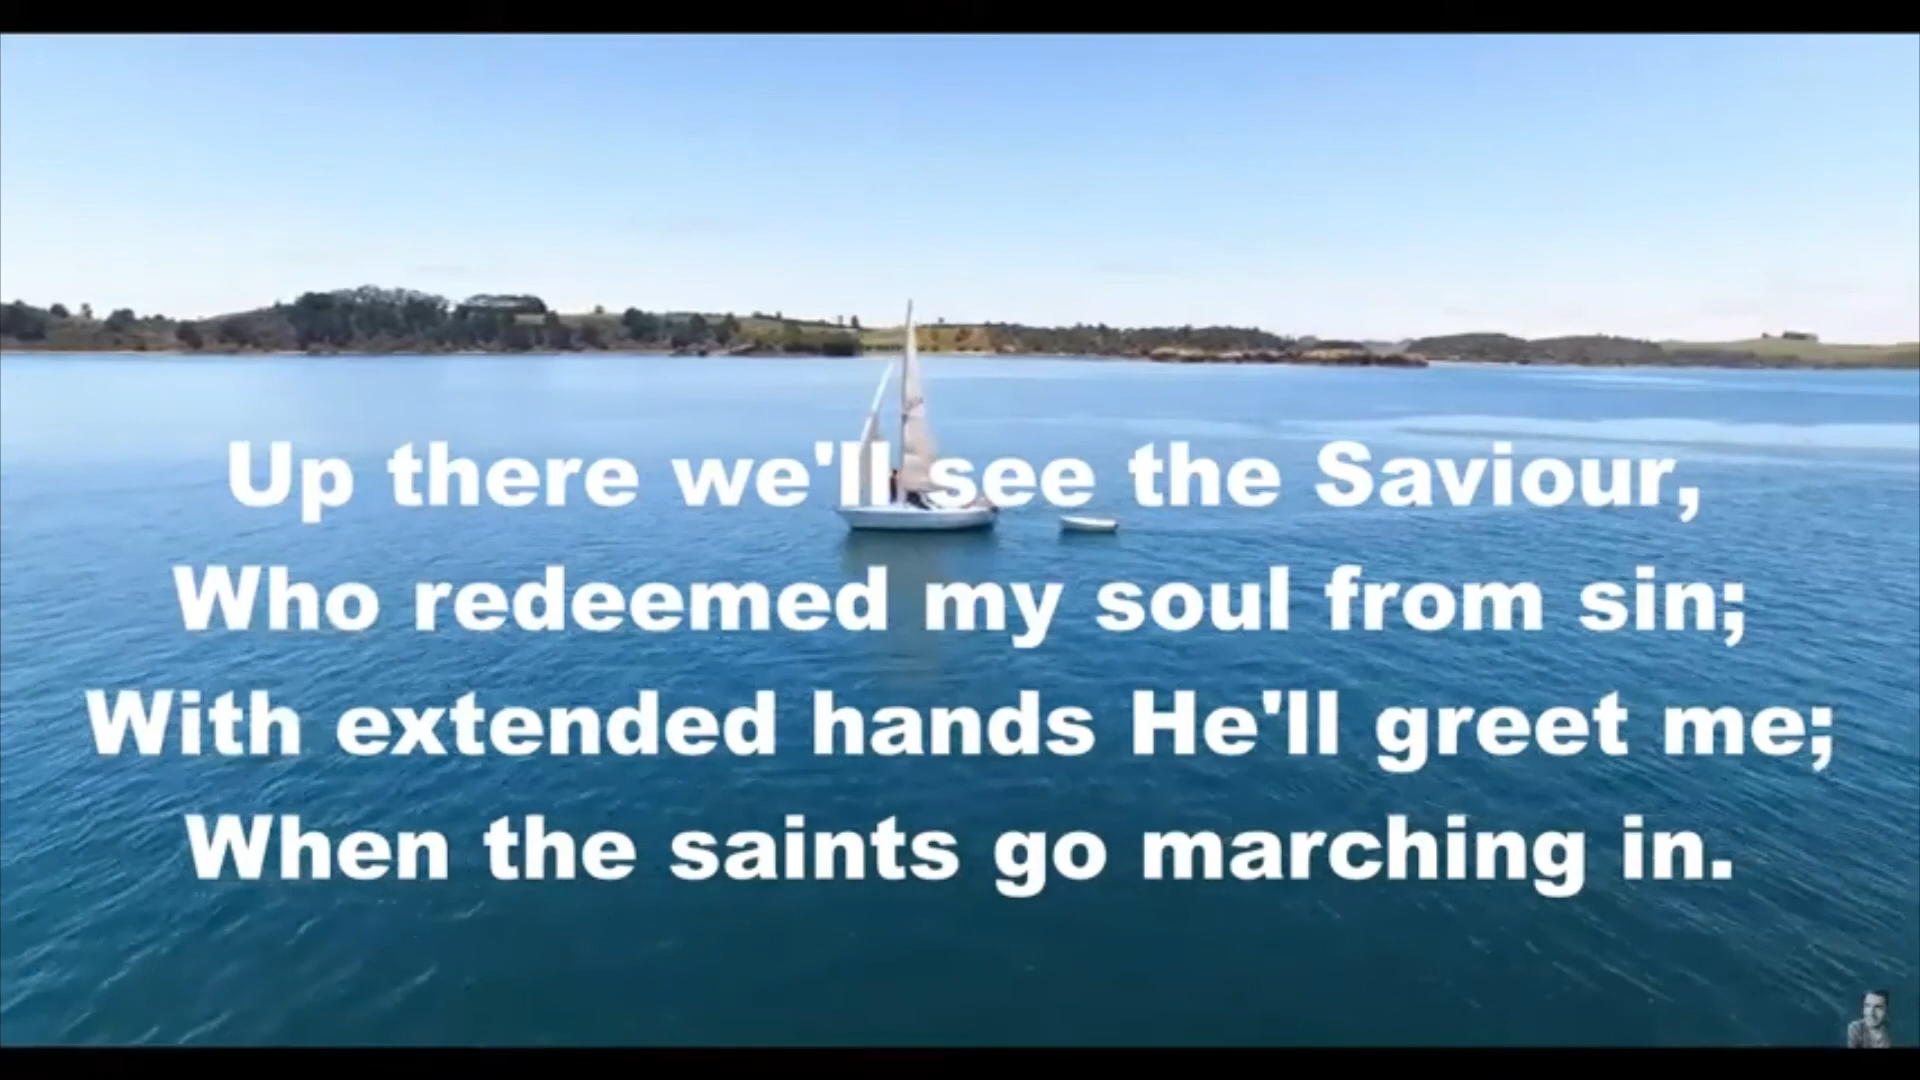 Up there we'll see the Saviour,
Who redeemed my soul from sin;
With extended hands He'll greet me;
When the saints go marching in.